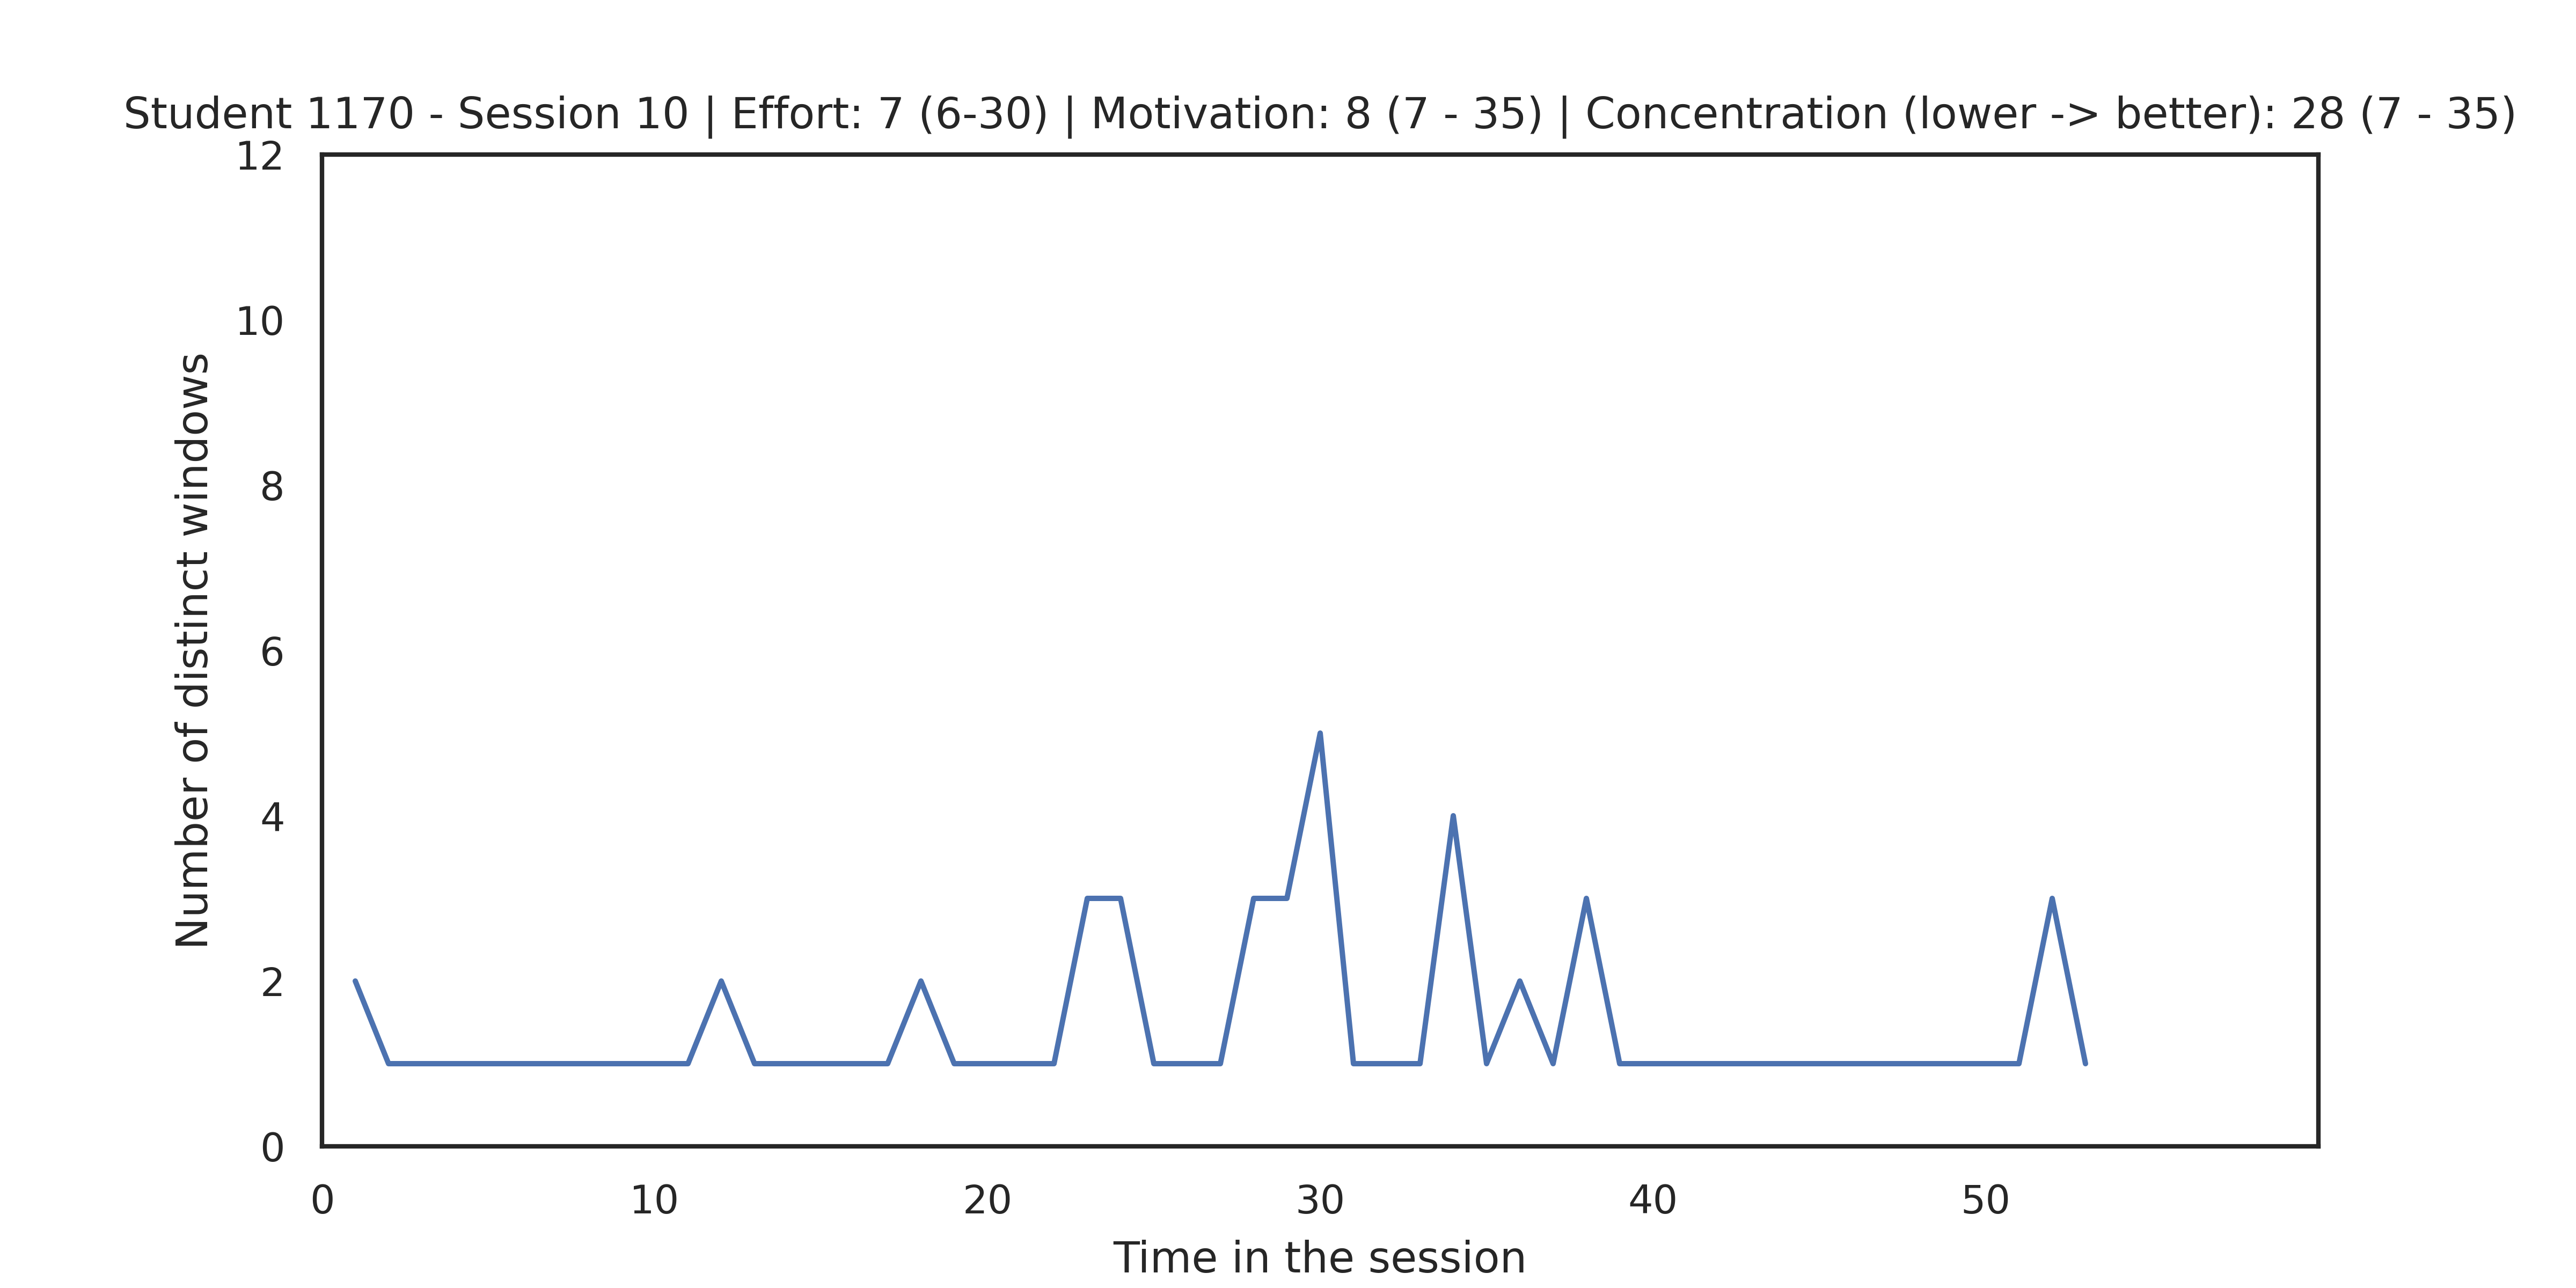 Student 1170 - Session 10 | Effort: 7 (6-30) | Motivation: 8 (7 - 35) | Concentration (lower -> better): 28 (7 - 35)
12
10
8
6
4
2
0
Number of distinct windows
0 10 20 30 40 50
Time in the session